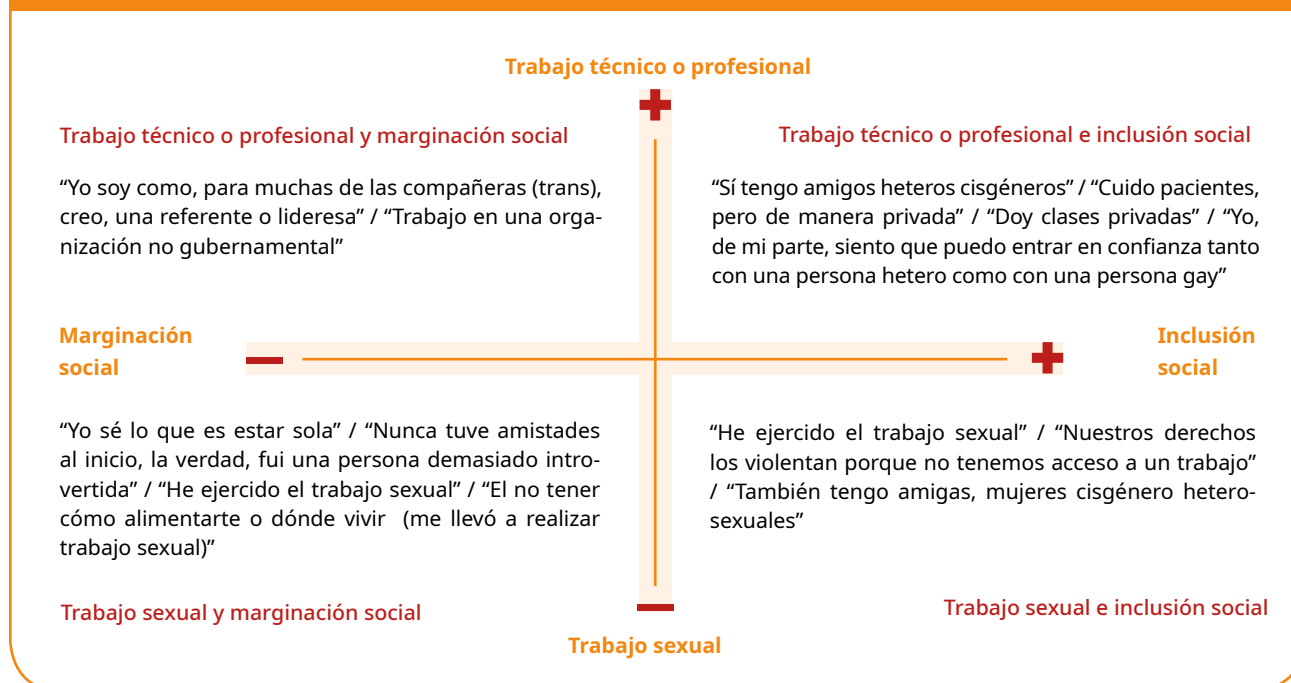 Trabajo técnico o profesional
Trabajo técnico o profesional y marginación social
“Yo soy como, para muchas de las compañeras (trans),
creo, una referente o lideresa” / “Trabajo en una orga-
nización no gubernamental”
Trabajo técnico o profesional e inclusión social
“Sí tengo amigos heteros cisgéneros” / “Cuido pacientes,
pero de manera privada” / “Doy clases privadas” / “Yo,
de mi parte, siento que puedo entrar en confianza tanto
con una persona hetero como con una persona gay”
Marginación
social
Inclusión
social
“Yo sé lo que es estar sola” / “Nunca tuve amistades
al inicio, la verdad, fui una persona demasiado intro-
vertida” / “He ejercido el trabajo sexual” / “El no tener
cómo alimentarte o dónde vivir (me llevó a realizar
trabajo sexual)”
Trabajo sexual y marginación social
“He ejercido el trabajo sexual” / “Nuestros derechos
los violentan porque no tenemos acceso a un trabajo”
/ “También tengo amigas, mujeres cisgénero hetero-
sexuales”
Trabajo sexual e inclusión social
Trabajo sexual